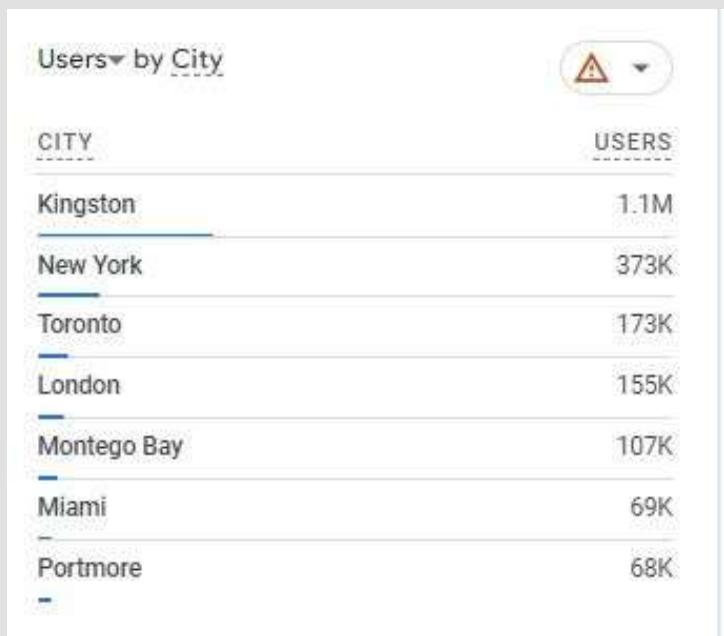 Users by City
CITY USERS
Kingston 1.1M
New York 373K
Toronto 173K
London 155K
Montego Bay 107K
Miami 69K
Portmore 68K